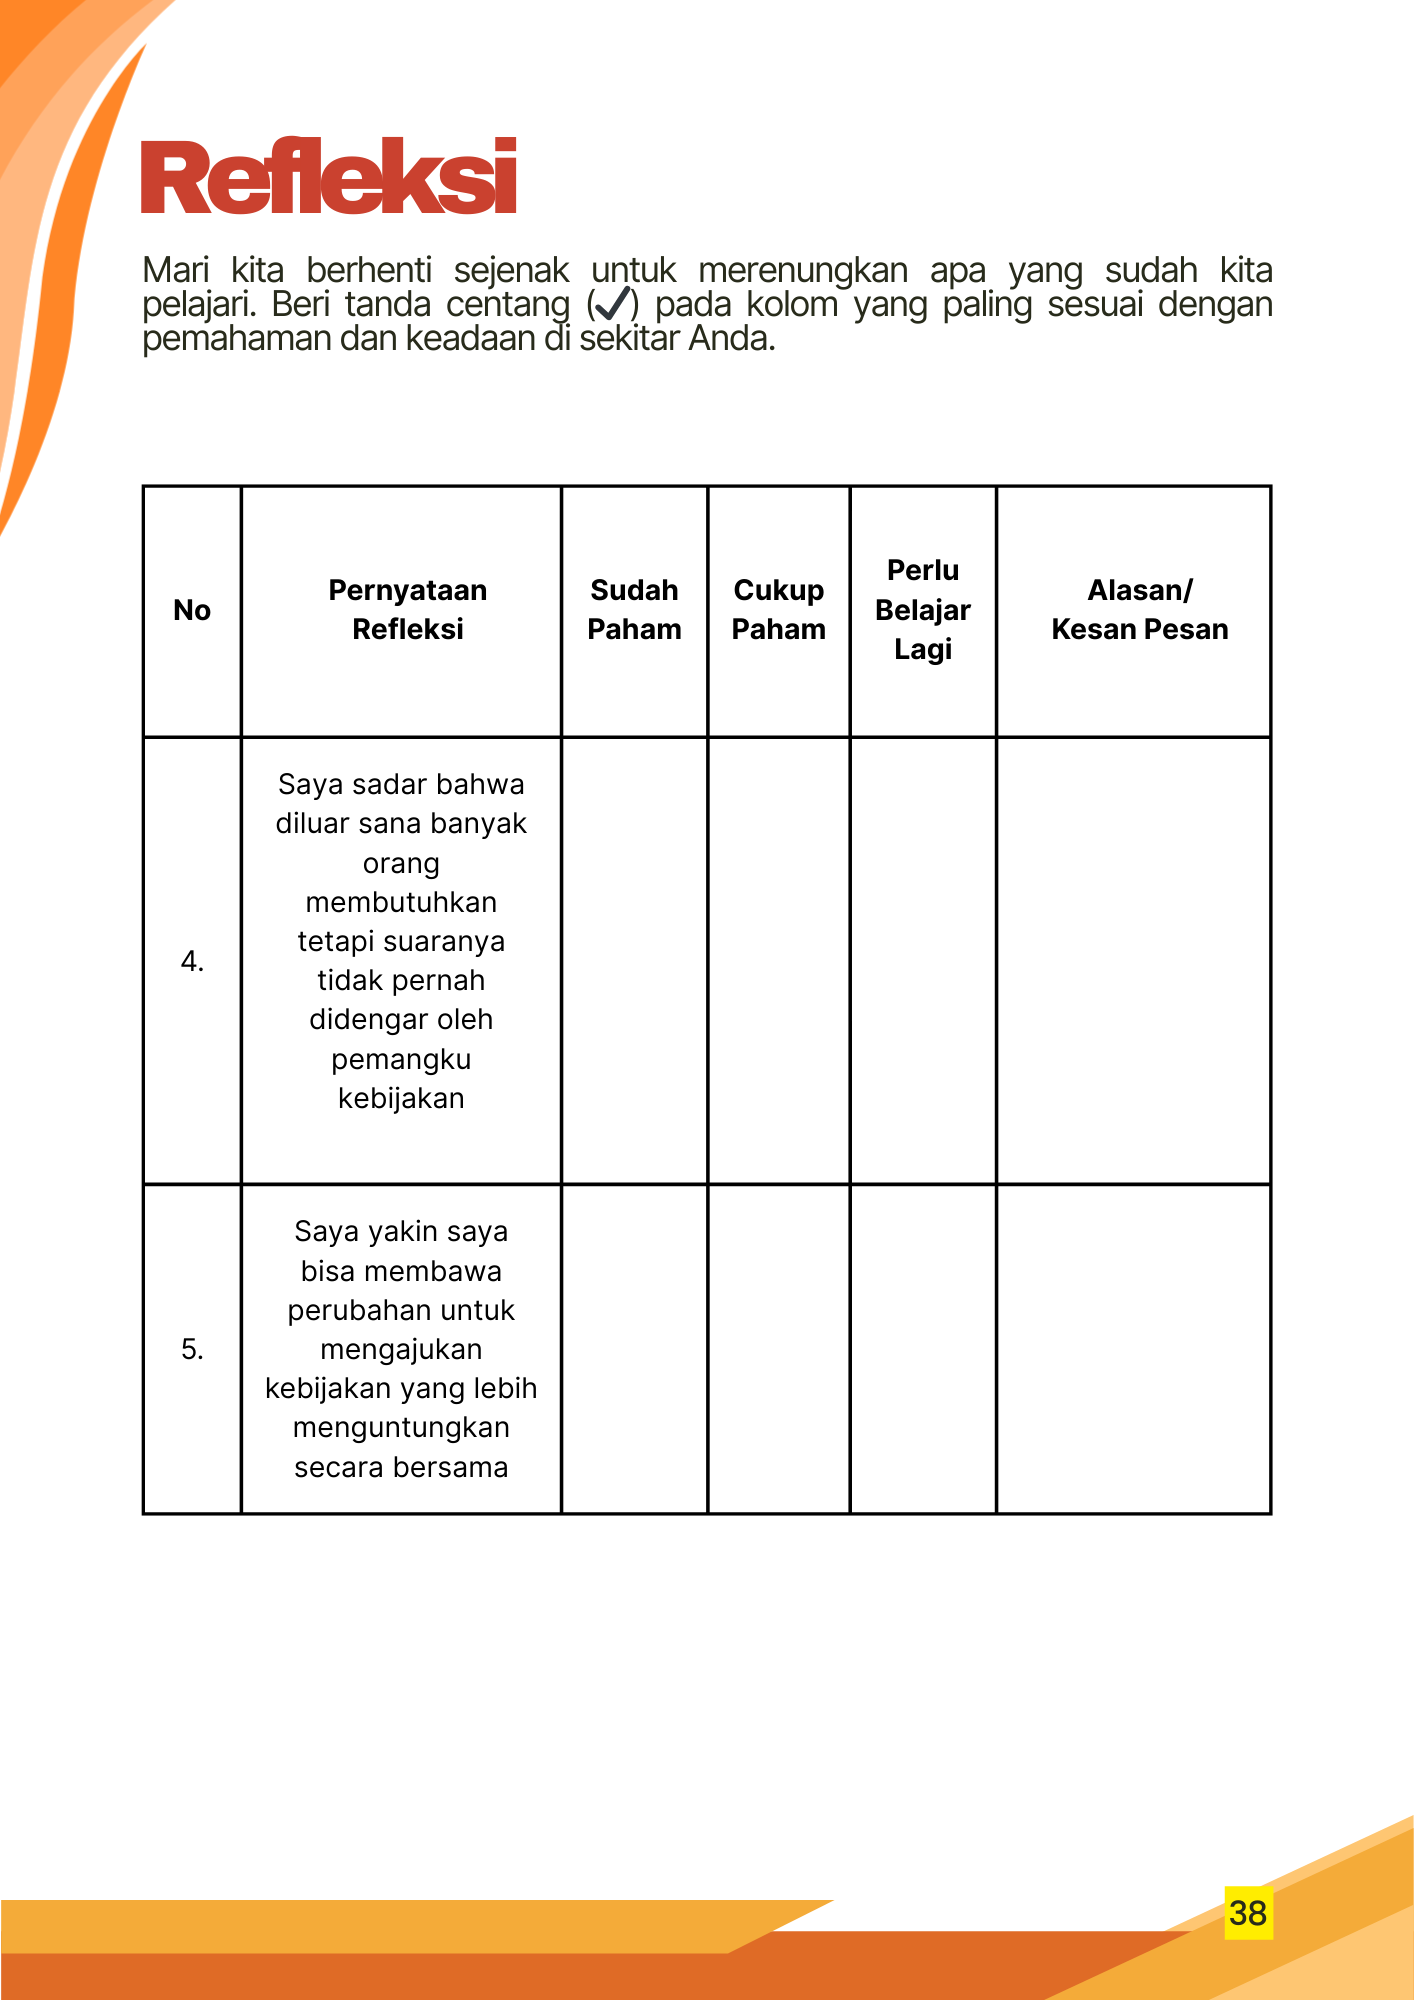 Refleksi
Mari kita berhenti sejenak untuk merenungkan apa yang sudah kita
pelajari. Beri tanda centang (✓) pada kolom yang paling sesuai dengan
pemahaman dan keadaan di sekitar Anda.
No
Pernyataan
Refleksi
Sudah
Paham
Cukup
Paham
Perlu
Belajar
Lagi
Alasan/
Kesan Pesan
4.
Saya sadar bahwa
diluar sana banyak
orang
membutuhkan
tetapi suaranya
tidak pernah
didengar oleh
pemangku
kebijakan
5.
Saya yakin saya
bisa membawa
perubahan untuk
mengajukan
kebijakan yang lebih
menguntungkan
secara bersama
38